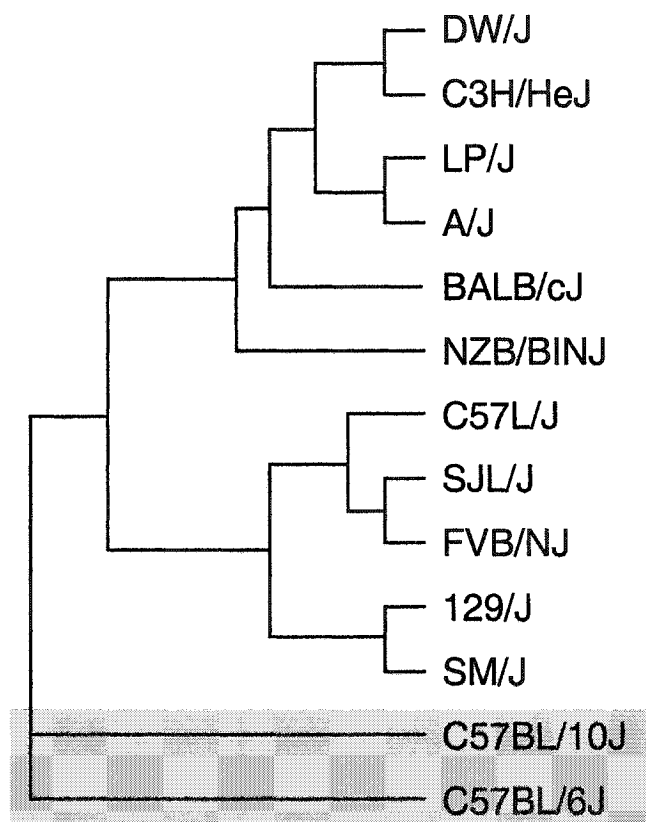 DW/J
C3H/HeJ
LP/J
A/J
BALB/cJ
NZB/BINJ
C57L/J
SJL/J
FVB/NJ
129/J
SM/J
C57BL/10J
C57BL/6J